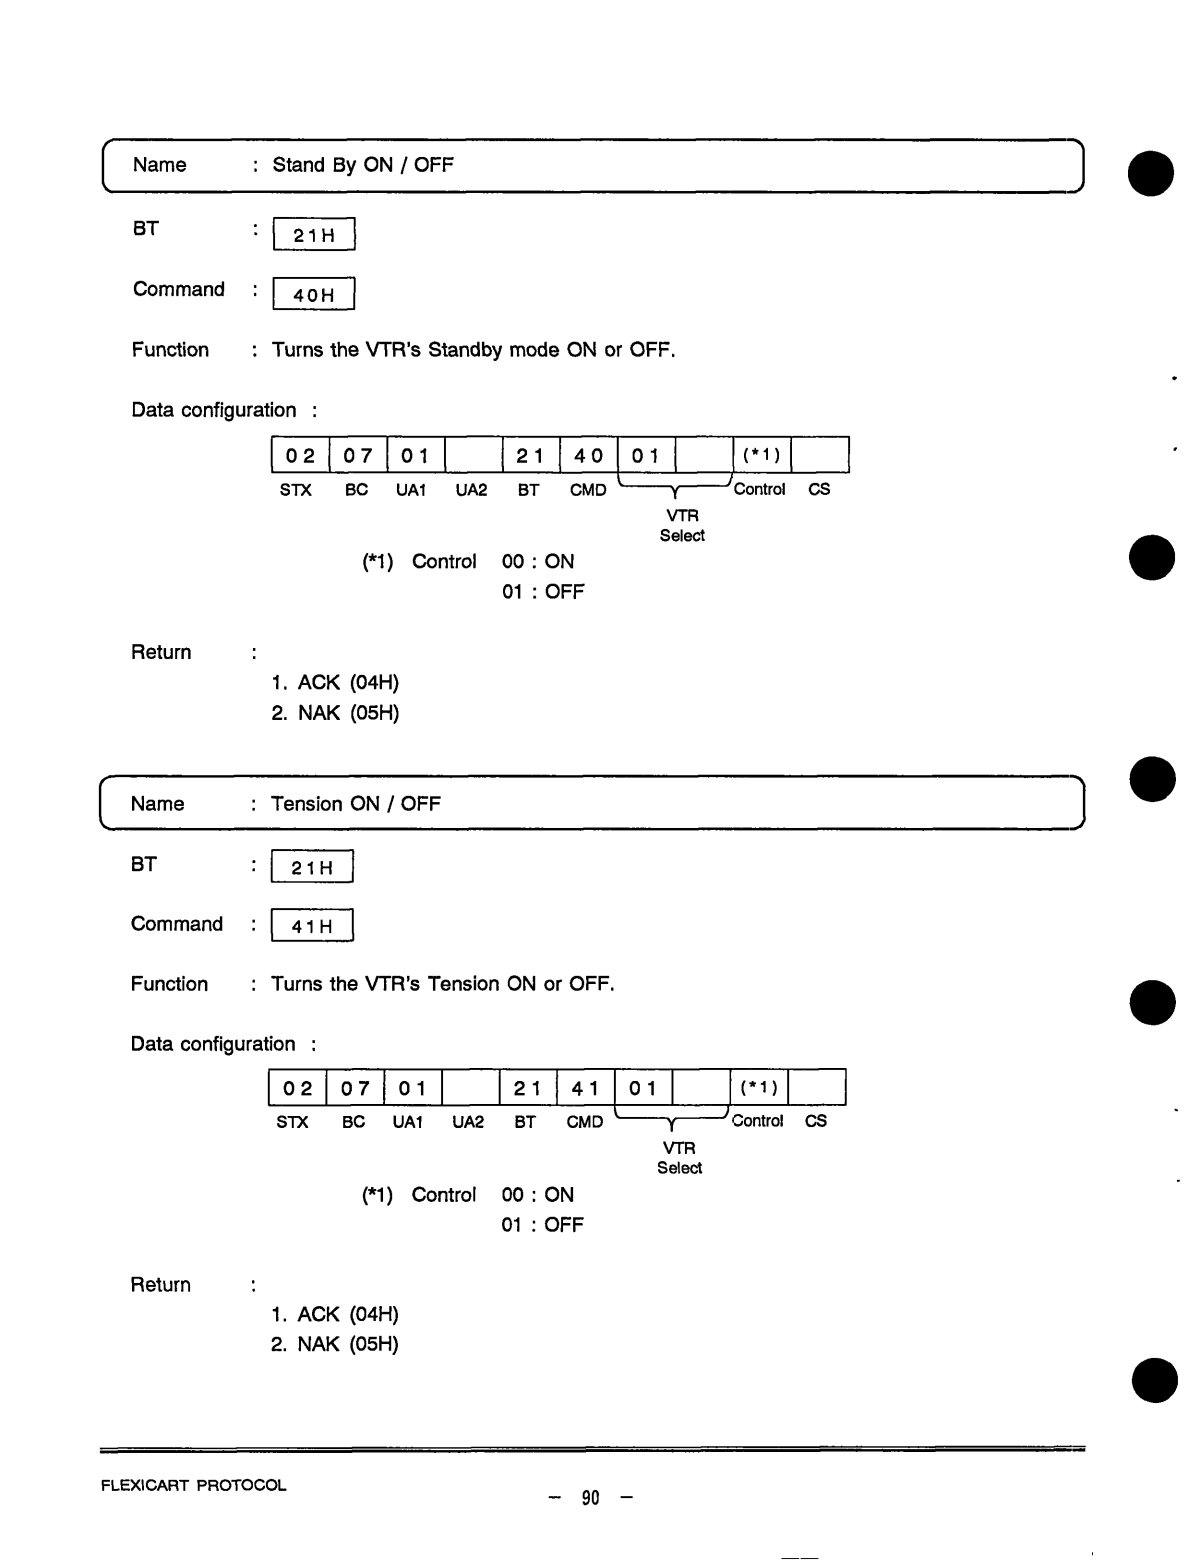 Name : Stand By ON / OFF
BT : 21H
Command : 40H
Function : Turns the VTR's Standby mode ON or OFF.
Data configuration :
02 07 01 21 40 01 (*1)
STX BC UA1 UA2 BT CMD Control CS
VTR
Select
(*1) Control 00 : ON
01 : OFF
Return :
1. ACK (04H)
2. NAK (05H)
Name : Tension ON / OFF
BT : 21H
Command : 41H
Function : Turns the VTR's Tension ON or OFF.
Data configuration :
02 07 01 21 41 01 (*1)
STX BC UA1 UA2 BT CMD Control CS
VTR
Select
(*1) Control 00 : ON
01 : OFF
Return :
1. ACK (04H)
2. NAK (05H)
FLEXICART PROTOCOL
— 90 —